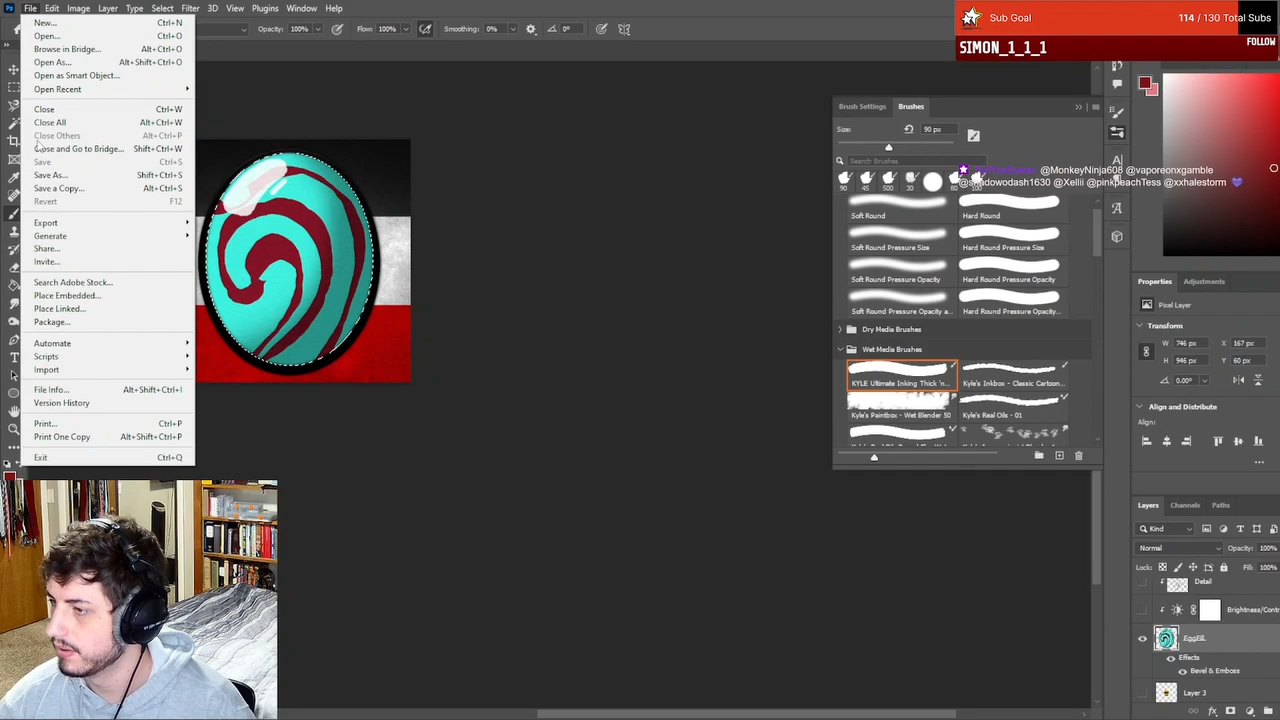 File Edit Image Layer Type Select Filter 3D View Plugins Window Help
Opacity: 100% Flow: 100% Smoothing: 0% 0°
Sub Goal 114 / 130 Total Subs
SIMON_1_1_1 FOLLOW
New... Ctrl+N
Open... Ctrl+O
Browse in Bridge... Alt+Ctrl+O
Open As... Alt+Shift+Ctrl+O
Open as Smart Object...
Open Recent
Close Ctrl+W
Close All Alt+Ctrl+W
Close Others Alt+Ctrl+P
Close and Go to Bridge... Shift+Ctrl+W
Save Ctrl+S
Save As... Shift+Ctrl+S
Save a Copy... Alt+Ctrl+S
Revert F12
Export
Generate
Share...
Invite...
Search Adobe Stock...
Place Embedded...
Place Linked...
Package...
Automate
Scripts
Import
File Info... Alt+Shift+Ctrl+I
Version History
Print... Ctrl+P
Print One Copy Alt+Shift+Ctrl+P
Exit Ctrl+Q
Brush Settings Brushes
Size: 90 px
Search Brushes
@MonkeyNinja608 @vaporeonxgamble
@shadowodash1630 @Xelii @pinkpeachTess @xxhalestorm
90 45 500 30
Soft Round Hard Round
Soft Round Pressure Size Hard Round Pressure Size
Soft Round Pressure Opacity Hard Round Pressure Opacity
Soft Round Pressure Opacity a... Hard Round Pressure Opacity...
Dry Media Brushes
Wet Media Brushes
KYLE Ultimate Inking Thick 'n... Kyle's Inkbox - Classic Cartoon...
Kyle's Paintbox - Wet Blender 50 Kyle's Real Oils - 01
Properties Adjustments
Pixel Layer
Transform
W 746 px X 167 px
H 946 px Y 60 px
0.00°
Align and Distribute
Align:
Layers Channels Paths
Kind
Normal Opacity: 100%
Locks: Fill: 100%
Detail
Brightness/Contr
EggFill
Effects
Bevel & Emboss
Layer 3